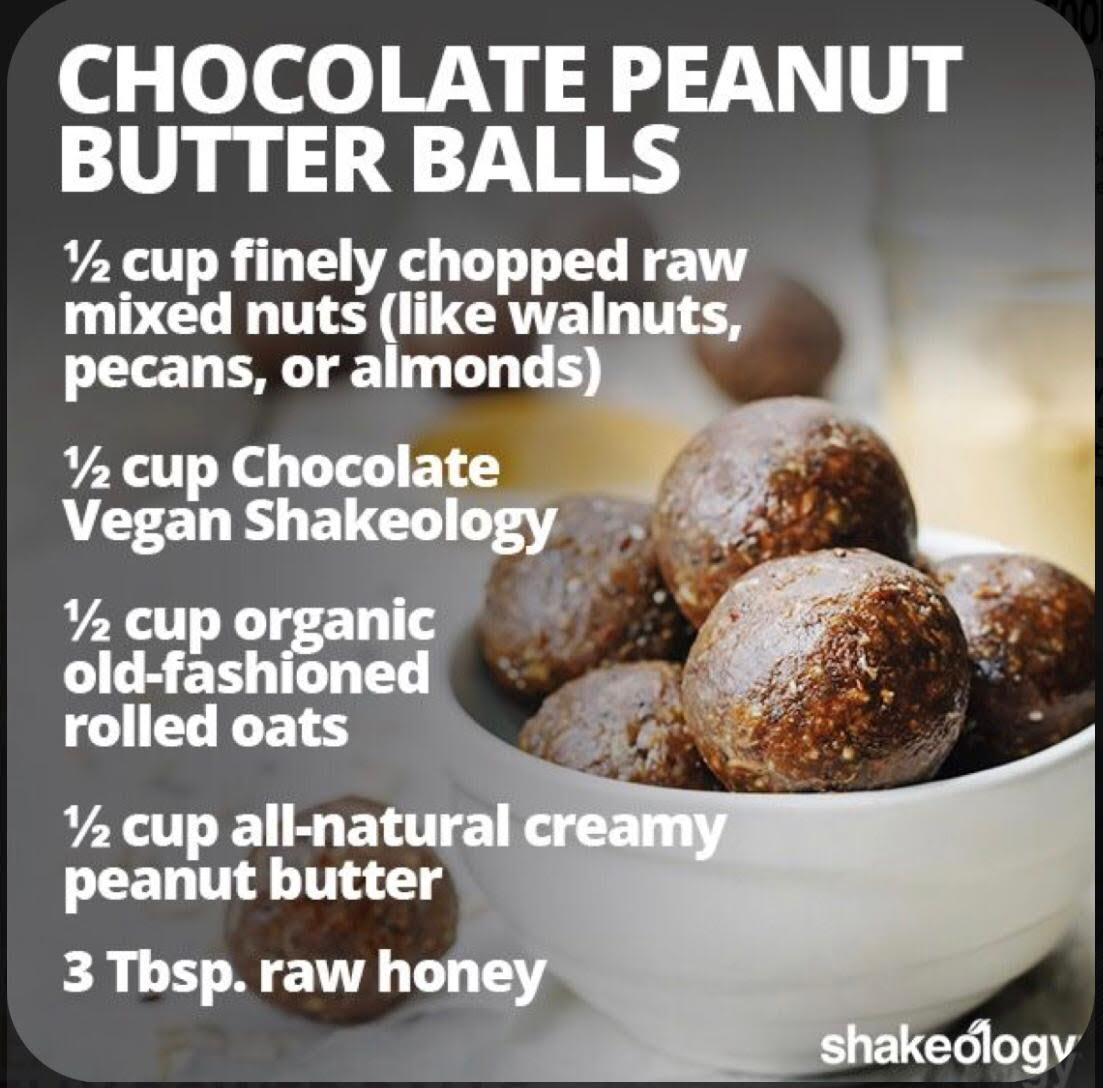 CHOCOLATE PEANUT
BUTTER BALLS
½ cup finely chopped raw
mixed nuts (like walnuts,
pecans, or almonds)
½ cup Chocolate
Vegan Shakeology
½ cup organic
old-fashioned
rolled oats
½ cup all-natural creamy
peanut butter
3 Tbsp. raw honey
shakeology